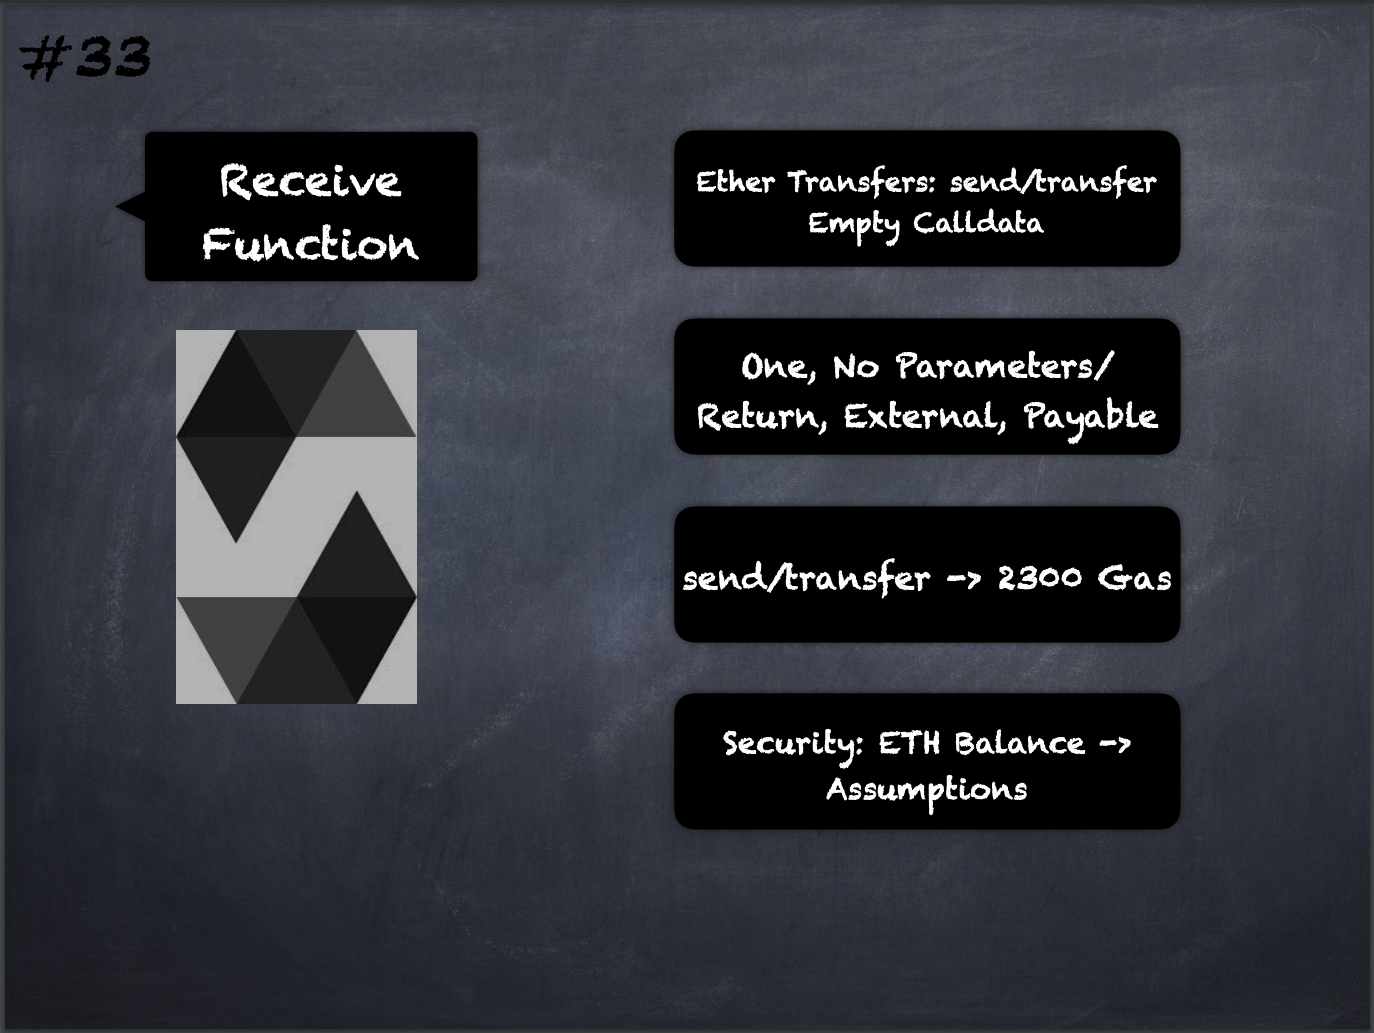 #33
Receive
Function
Ether Transfers: send/transfer
Empty Calldata
One, No Parameters/
Return, External, Payable
send/transfer -> 2300 Gas
Security: ETH Balance ->
Assumptions